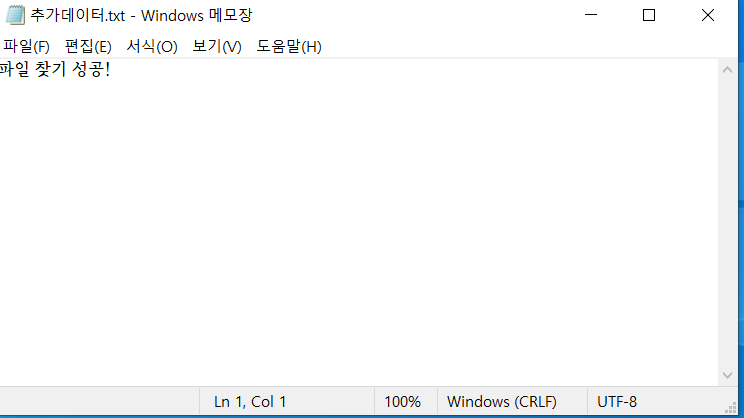 추가데이터.txt - Windows 메모장
파일(F) 편집(E) 서식(O) 보기(V) 도움말(H)
파일 찾기 성공!
Ln 1, Col 1 100% Windows (CRLF) UTF-8